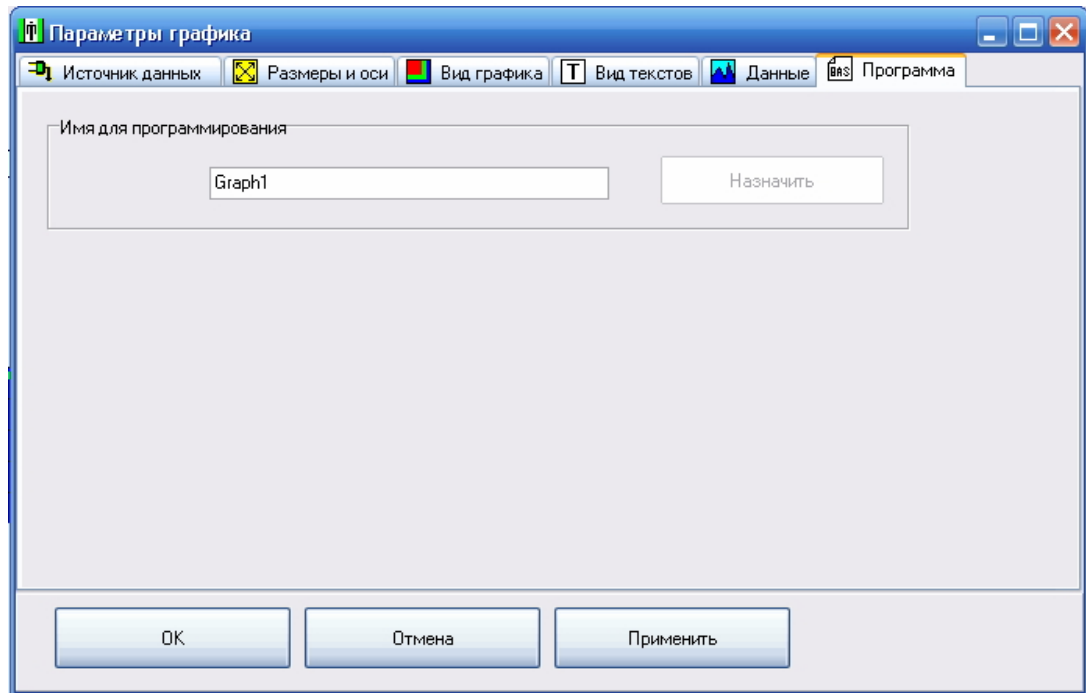 Параметры графика
Источник данных Размеры и оси Вид графика T Вид текстов Данные BAS Программа
Имя для программирования
Graph1 Назначить
OK Отмена Применить